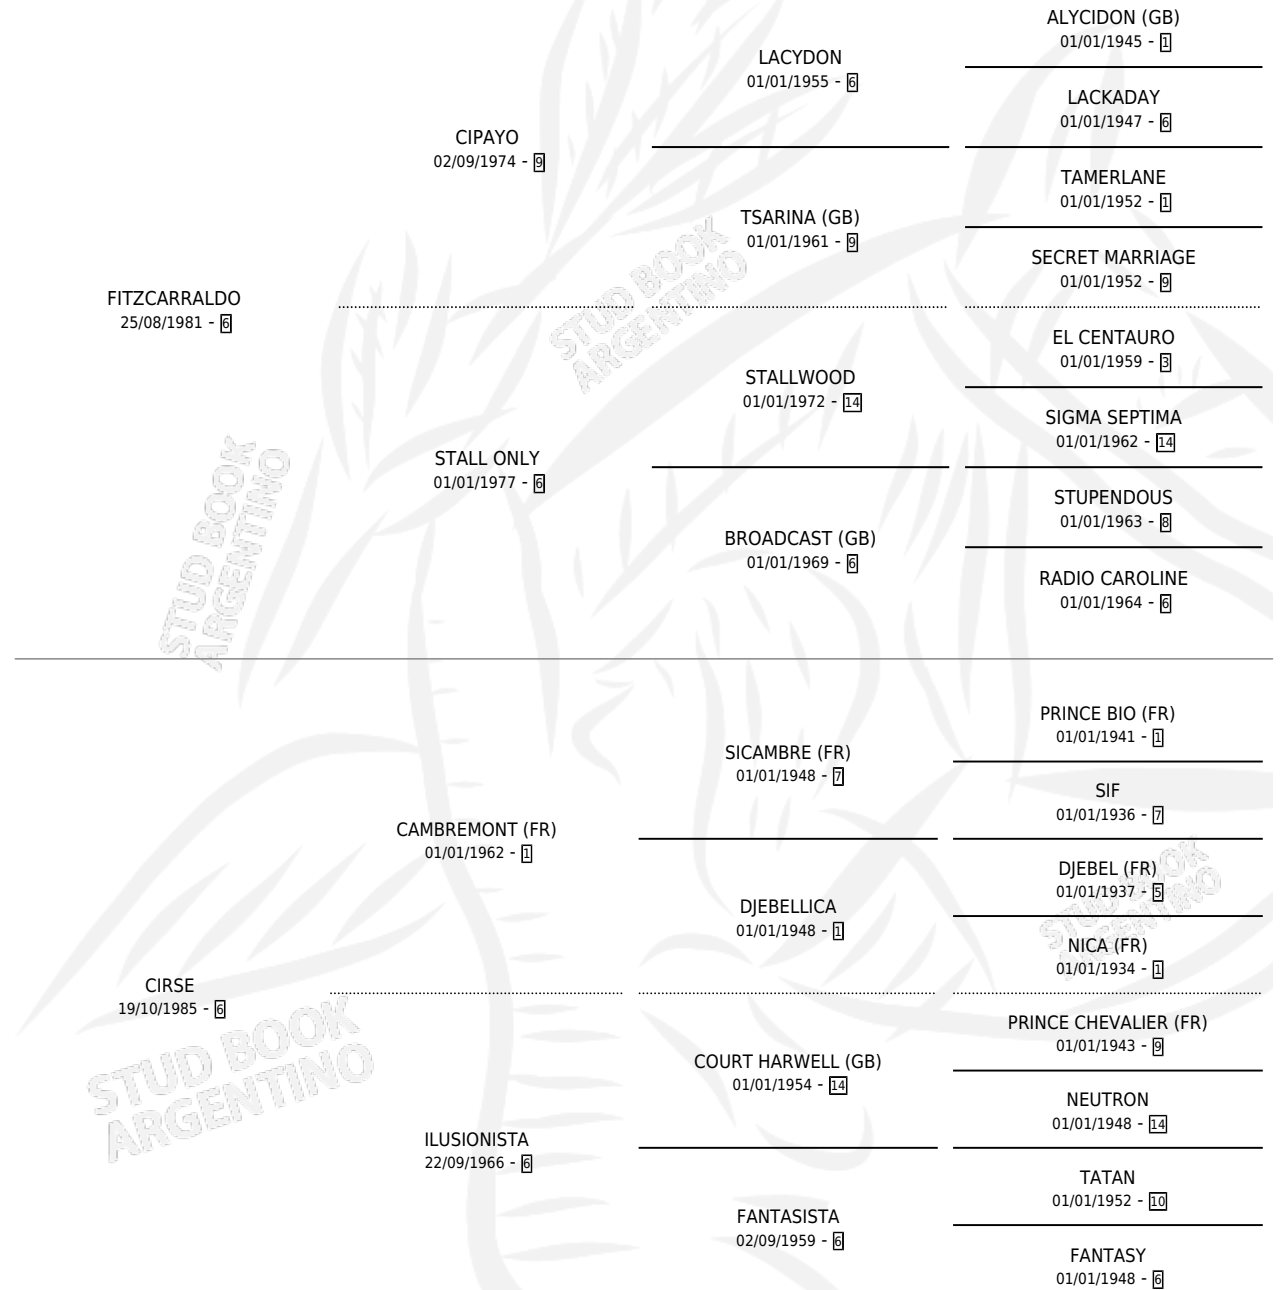 ALYCIDON (GB)
01/01/1945 - 1
LACYDON
01/01/1955 - 6
LACKADAY
01/01/1947 - 6
CIPAYO
02/09/1974 - 9
TAMERLANE
01/01/1952 - 1
TSARINA (GB)
01/01/1961 - 9
SECRET MARRIAGE
01/01/1952 - 9
FITZCARRALDO
25/08/1981 - 6
STUD BOOK
ARGENTINO
EL CENTAURO
01/01/1959 - 3
STALLWOOD
01/01/1972 - 14
SIGMA SEPTIMA
01/01/1962 - 14
STALL ONLY
01/01/1977 - 6
STUPENDOUS
01/01/1963 - 8
BROADCAST (GB)
01/01/1969 - 6
RADIO CAROLINE
01/01/1964 - 6
STUD BOOK
ARGENTINO
PRINCE BIO (FR)
01/01/1941 - 1
SICAMBRE (FR)
01/01/1948 - 7
SIF
01/01/1936 - 7
CAMBREMONT (FR)
01/01/1962 - 1
DJEBEL (FR)
01/01/1937 - 5
DJEBELLICA
01/01/1948 - 1
STUD BOOK
ARGENTINO
NICA (FR)
01/01/1934 - 1
CIRSE
19/10/1985 - 6
PRINCE CHEVALIER (FR)
01/01/1943 - 9
COURT HARWELL (GB)
01/01/1954 - 14
STUD BOOK
ARGENTINO
NEUTRON
01/01/1948 - 14
ILUSIONISTA
22/09/1966 - 6
TATAN
01/01/1952 - 10
FANTASISTA
02/09/1959 - 6
FANTASY
01/01/1948 - 6